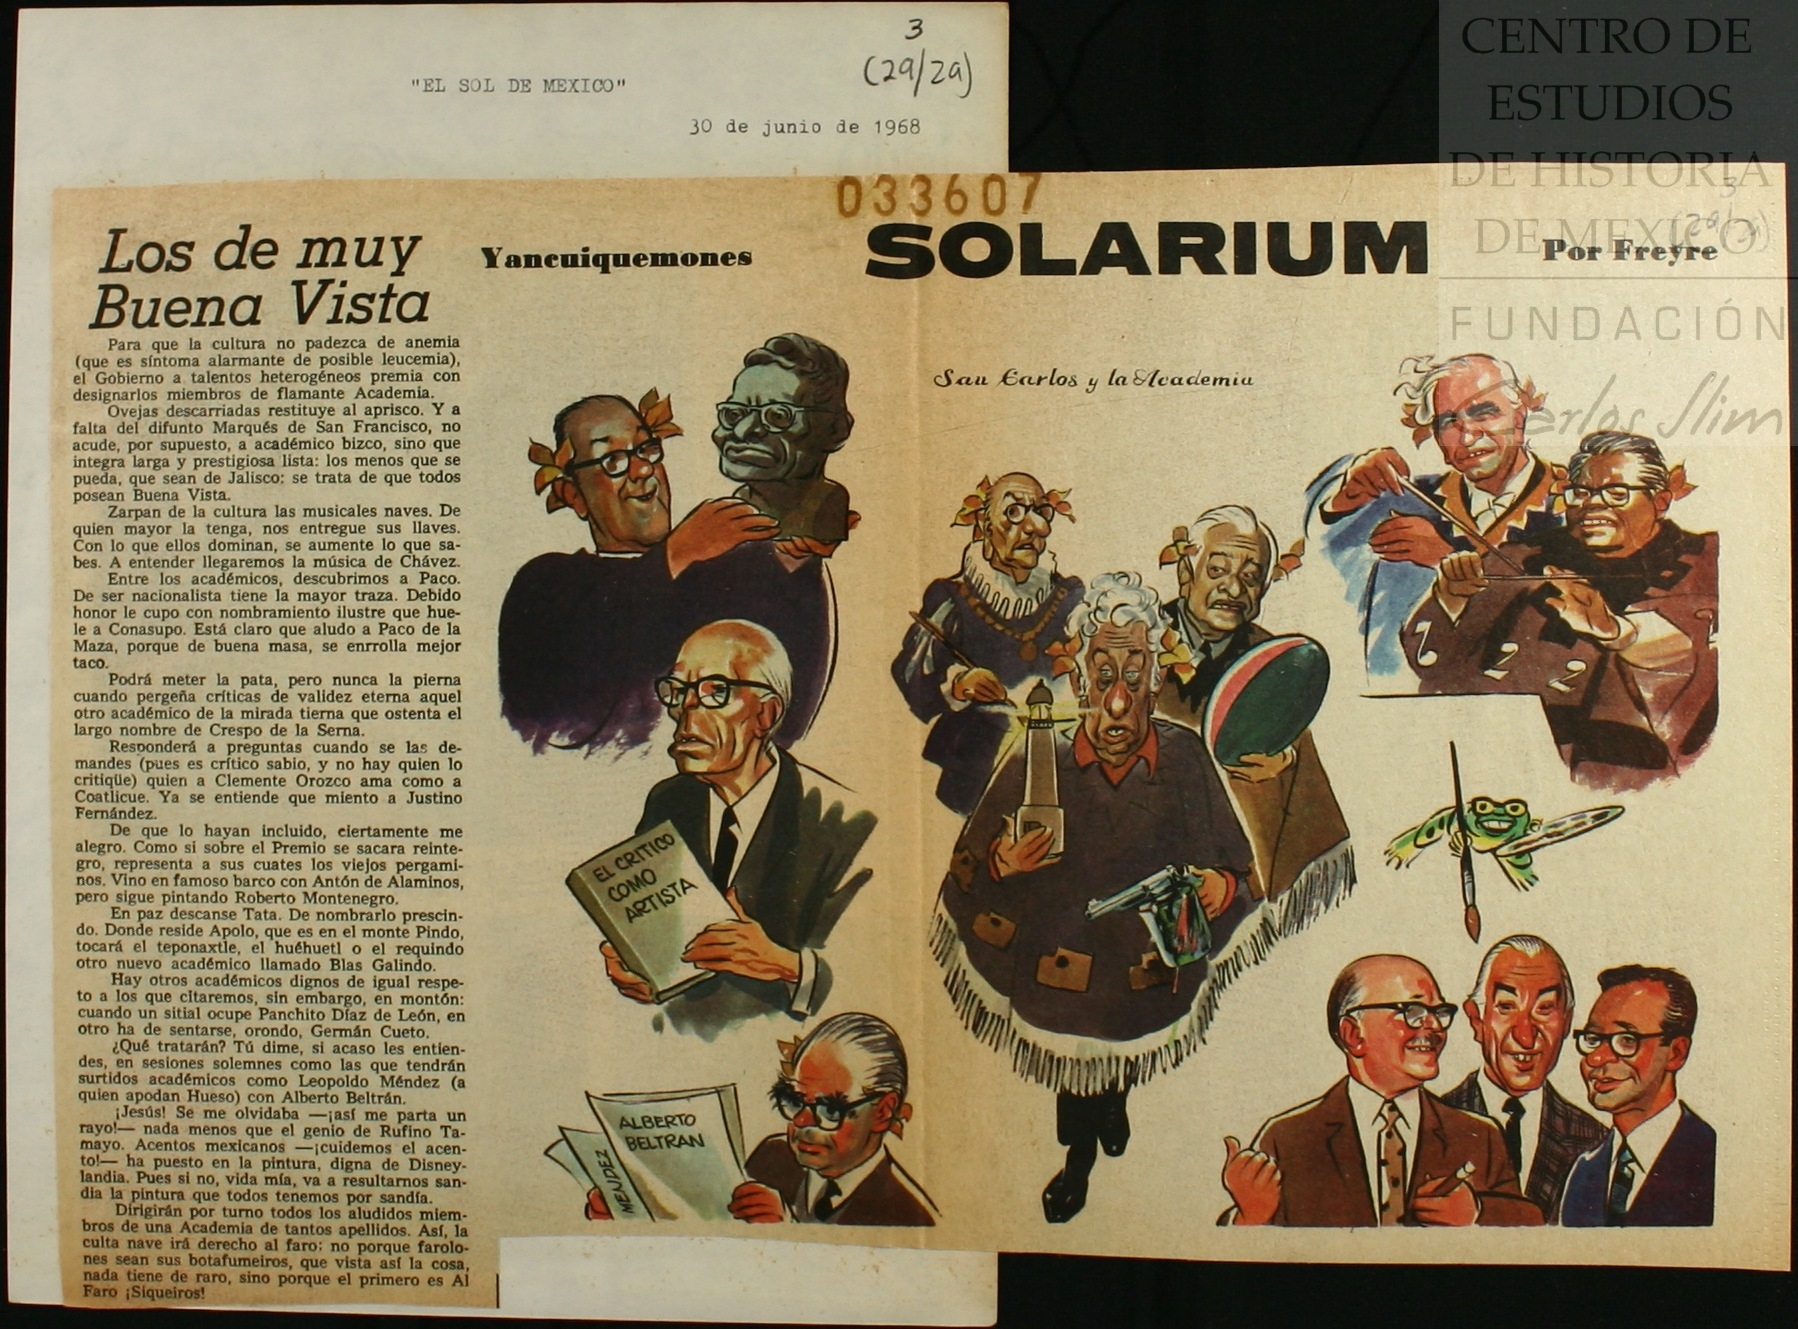 3
(2a/2a)
"EL SOL DE MEXICO"
30 de junio de 1968
033607
Los de muy
Buena Vista
Para que la cultura no padezca de anemia
(que es síntoma alarmante de posible leucemia),
el Gobierno a talentos heterogéneos premia con
designarlos miembros de flamante Academia.
Ovejas descarriadas restituye al aprisco. Y a
falta del difunto Marqués de San Francisco, no
acude, por supuesto, a académico bizco, sino que
integra larga y prestigiosa lista: los menos que se
pueda, que sean de Jalisco: se trata de que todos
posean Buena Vista.
Zarpan de la cultura las musicales naves. De
quien mayor la tenga, nos entregue sus llaves.
Con lo que ellos dominan, se aumente lo que sa-
bes. A entender llegaremos la música de Chávez.
Entre los académicos, descubrimos a Paco.
De ser nacionalista tiene la mayor traza. Debido
honor le cupo con nombramiento ilustre que hue-
le a Conasupo. Está claro que aludo a Paco de la
Maza, porque de buena masa, se enrrolla mejor
taco.
Podrá meter la pata, pero nunca la pierna
cuando pergeña críticas de validez eterna aquel
otro académico de la mirada tierna que ostenta el
largo nombre de Crespo de la Serna.
Responderá a preguntas cuando se las de-
mandes (pues es crítico sabio, y no hay quien lo
critiqüe) quien a Clemente Orozco ama como a
Coatlicue. Ya se entiende que miento a Justino
Fernández.
De que lo hayan incluido, ciertamente me
alegro. Como si sobre el Premio se sacara reinte-
gro, representa a sus cuates los viejos pergami-
nos. Vino en famoso barco con Antón de Alaminos,
pero sigue pintando Roberto Montenegro.
En paz descanse Tata. De nombrarlo prescin-
do. Donde reside Apolo, que es en el monte Pindo,
tocará el teponaxtle, el huéhuetl o el requindo
otro nuevo académico llamado Blas Galindo.
Hay otros académicos dignos de igual respe-
to a los que citaremos, sin embargo, en montón:
cuando un sitial ocupe Panchito Díaz de León, en
otro ha de sentarse, orondo, Germán Cueto.
¿Qué tratarán? Tú dime, si acaso les entien-
des, en sesiones solemnes como las que tendrán
surtidos académicos como Leopoldo Méndez (a
quien apodan Hueso) con Alberto Beltrán.
¡Jesús! Se me olvidaba —¡así me parta un
rayo!— nada menos que el genio de Rufino Ta-
mayo. Acentos mexicanos —¡cuidemos el acen-
to!— ha puesto en la pintura, digna de Disney-
landia. Pues si no, vida mía, va a resultarnos san-
dia la pintura que todos tenemos por sandía.
Dirigirán por turno todos los aludidos miem-
bros de una Academia de tantos apellidos. Así, la
culta nave irá derecho al faro: no porque farolo-
nes sean sus botafumeiros, que vista así la cosa,
nada tiene de raro, sino porque el primero es Al
Faro ¡Siqueiros!
Yancuiquemones
SOLARIUM
Por Freyre
San Carlos y la Academia
EL CRITICO
COMO
ARTISTA
ALBERTO
BELTRAN
MENDEZ
CENTRO DE
ESTUDIOS
DE HISTORIA
DE MEXICO
FUNDACIÓN
Carlos Slim
3
(2a/2a)